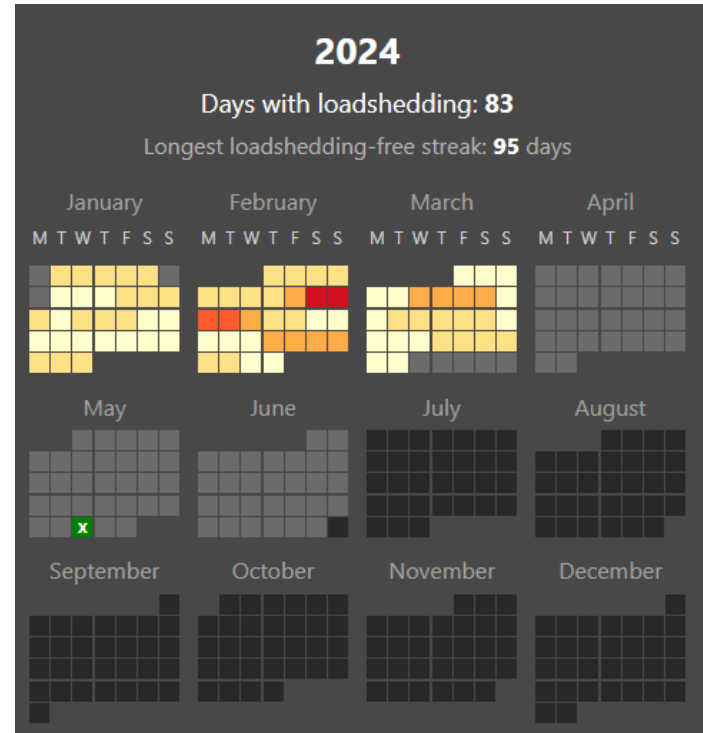 2024
Days with loadshedding: 83
Longest loadshedding-free streak: 95 days
January February March April
M T W T F S S M T W T F S S M T W T F S S M T W T F S S
May June July August
x
September October November December